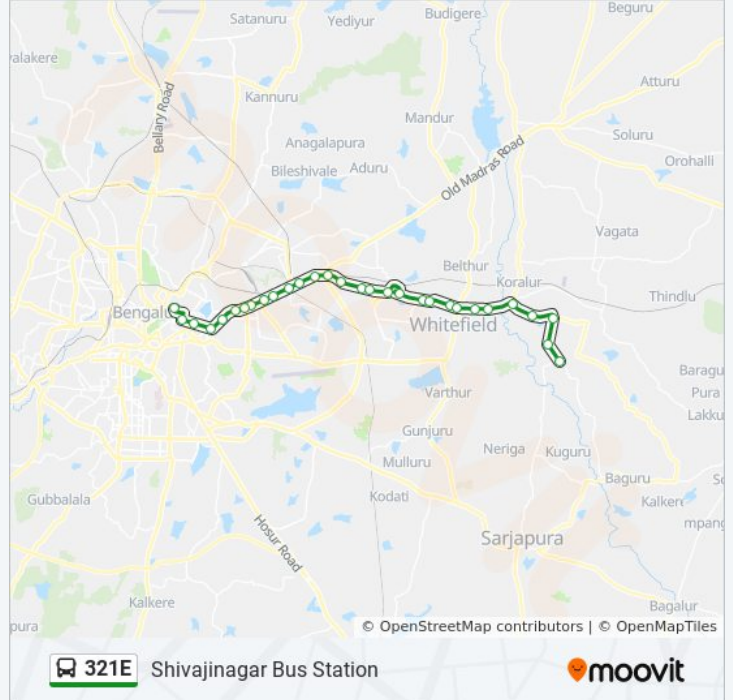 Satanuru
Yediyur
Budigere
Beguru
valakere
Bellary Road
Kannuru
Atturu
Mandur
Soluru
Anagalapura
Bileshivale
Aduru
Old Madras Road
Orohalli
Vagata
Belthur
Koralur
Thindlu
Bengalu
Whitefield
Baragu
Varthur
Pura
Lakku
Gunjuru
Neriga
Kuguru
Mulluru
Baguru
Gubbalala
Kodati
Kalken
Hosur Road
mpang
Sarjapura
Kalkere
Bagalur
pura
© OpenStreetMap contributors | © OpenMapTiles
321E Shivajinagar Bus Station
moovit